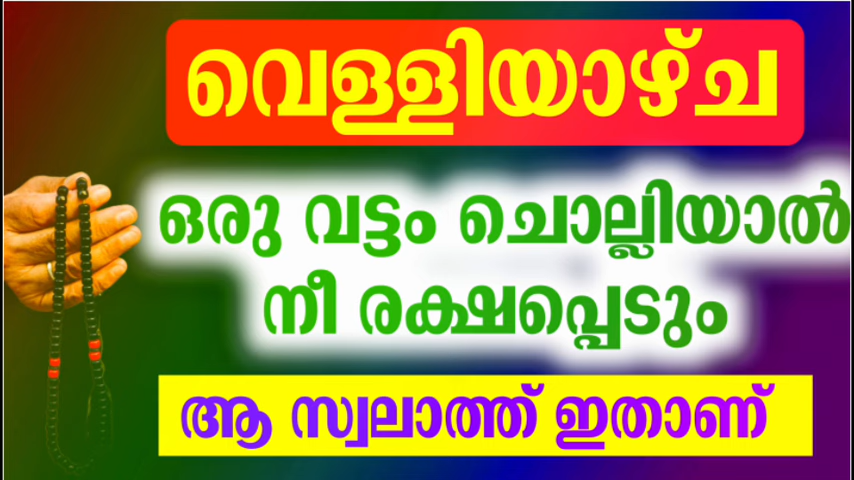 വെള്ളിയാഴ്ച
ഒരു വട്ടം ചൊല്ലിയാൽ
നീ രക്ഷപ്പെടും
ആ സ്വലാത്ത് ഇതാണ്